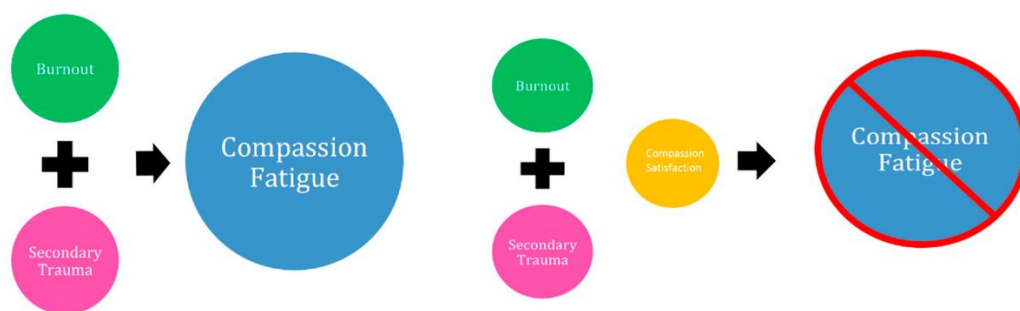 Burnout
Secondary
Trauma
Compassion
Fatigue
Burnout
Secondary
Trauma
Compassion
Satisfaction
Compassion
Fatigue